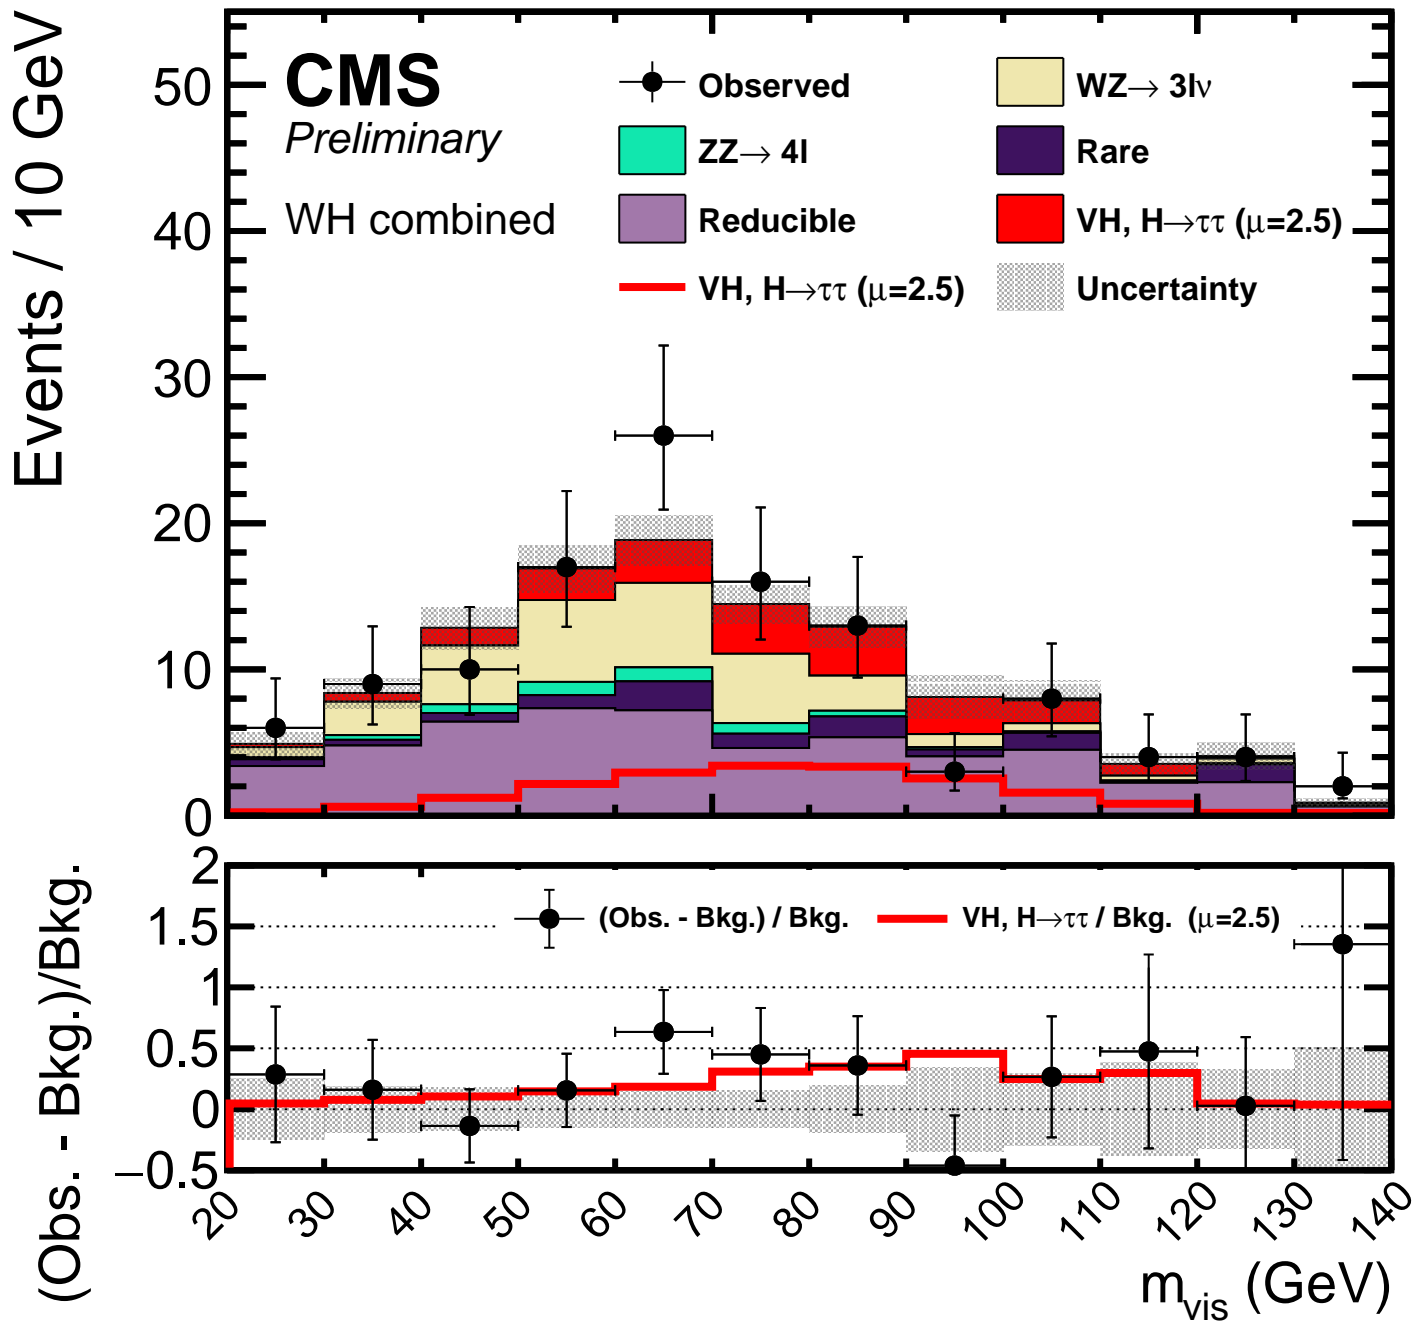 Events / 10 GeV
50
40
30
20
10
0
CMS
Preliminary
WH combined
Observed
WZ→ 3lν
ZZ→ 4l
Rare
Reducible
VH, H→ττ (μ=2.5)
VH, H→ττ (μ=2.5)
Uncertainty
(Obs. - Bkg.)/Bkg.
2
1.5
1
0.5
0
−0.5
(Obs. - Bkg.) / Bkg.
VH, H→ττ / Bkg. (μ=2.5)
20 30 40 50 60 70 80 90 100 110 120 130 140
m_vis (GeV)